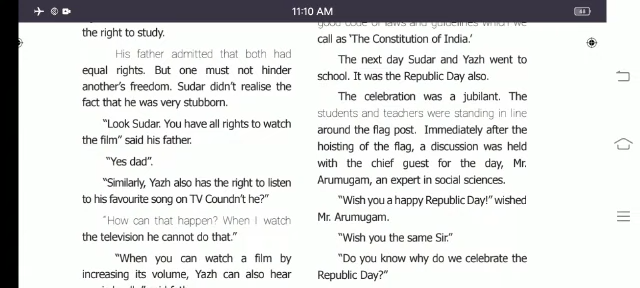 11:10 AM
the right to study.
His father admitted that both had
equal rights. But one must not hinder
another's freedom. Sudar didn't realise the
fact that he was very stubborn.
"Look Sudar. You have all rights to watch
the film" said his father.
"Yes dad".
"Similarly, Yazh also has the right to listen
to his favourite song on TV Coundn't he?"
"How can that happen? When I watch
the television he cannot do that."
"When you can watch a film by
increasing its volume, Yazh can also hear
good code of laws and guidelines which we
call as 'The Constitution of India.'
The next day Sudar and Yazh went to
school. It was the Republic Day also.
The celebration was a jubilant. The
students and teachers were standing in line
around the flag post. Immediately after the
hoisting of the flag, a discussion was held
with the chief guest for the day, Mr.
Arumugam, an expert in social sciences.
"Wish you a happy Republic Day!" wished
Mr. Arumugam.
"Wish you the same Sir."
"Do you know why do we celebrate the
Republic Day?"